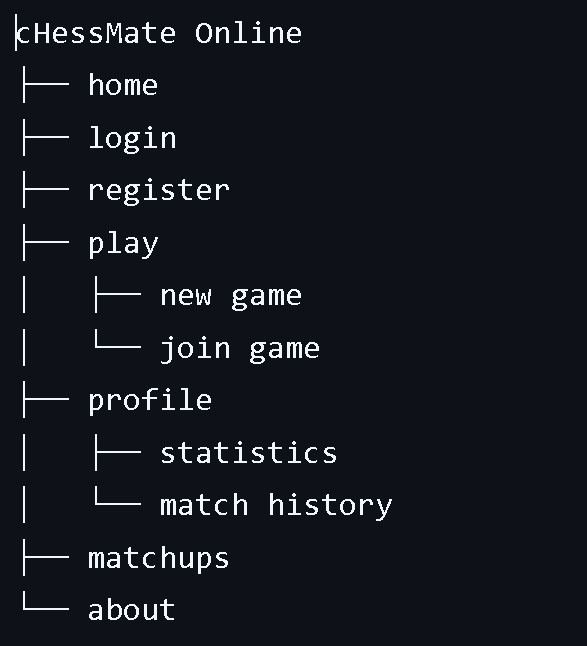 cHessMate Online
├── home
├── login
├── register
├── play
│   ├── new game
│   └── join game
├── profile
│   ├── statistics
│   └── match history
├── matchups
└── about